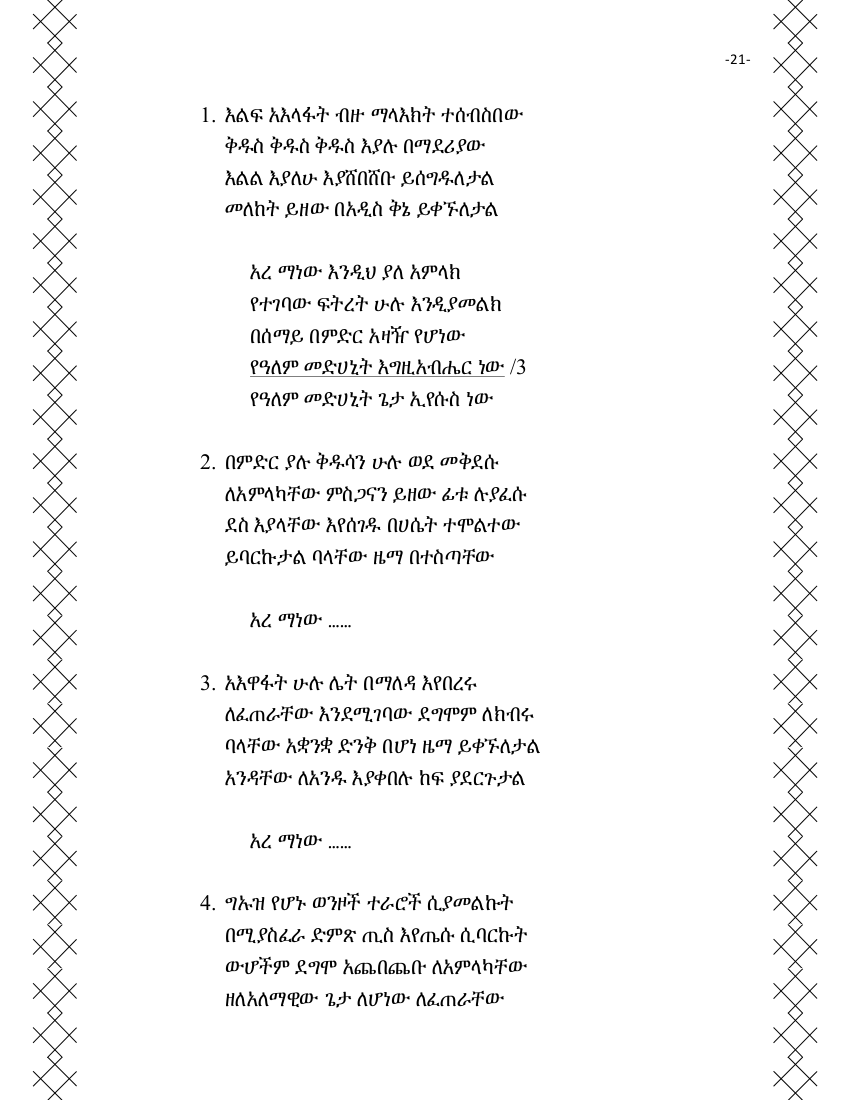 -21-
1. እልፍ አእላፋት ብዙ ማላእክት ተሰብስበው
ቅዱስ ቅዱስ ቅዱስ እያሉ በማደሪያው
እልል እያለሁ እያሸበሸቡ ይሰግዱለታል
መለከት ይዘው በአዲስ ቅኔ ይቀኙለታል
አረ ማነው እንዲህ ያለ አምላክ
የተገባው ፍትረት ሁሉ እንዲያመልክ
በሰማይ በምድር አዛዥ የሆነው
የዓለም መድሀኒት እግዚአብሔር ነው /3
የዓለም መድሀኒት ጌታ ኢየሱስ ነው
2. በምድር ያሉ ቅዱሳን ሁሉ ወደ መቅደሱ
ለአምላካቸው ምስጋናን ይዘው ፊቱ ሉያፈሱ
ደስ እያላቸው እየሰገዱ በሀሴት ተሞልተው
ይባርኩታል ባላቸው ዜማ በተስጣቸው
አረ ማነው ......
3. አእዋፋት ሁሉ ሌት በማለዳ እየበረሩ
ለፈጠራቸው እንደሚገባው ደግሞም ለክብሩ
ባላቸው አቋንቋ ድንቅ በሆነ ዜማ ይቀኙለታል
አንዳቸው ለአንዱ እያቀበሉ ከፍ ያደርጉታል
አረ ማነው ......
4. ግኡዝ የሆኑ ወንዞች ተራሮች ሲያመልኩት
በሚያስፈራ ድምጽ ጢስ እየጤሱ ሲባርኩት
ውሆችም ደግሞ አጨበጨቡ ለአምላካቸው
ዘለአለማዊው ጌታ ለሆነው ለፈጠራቸው